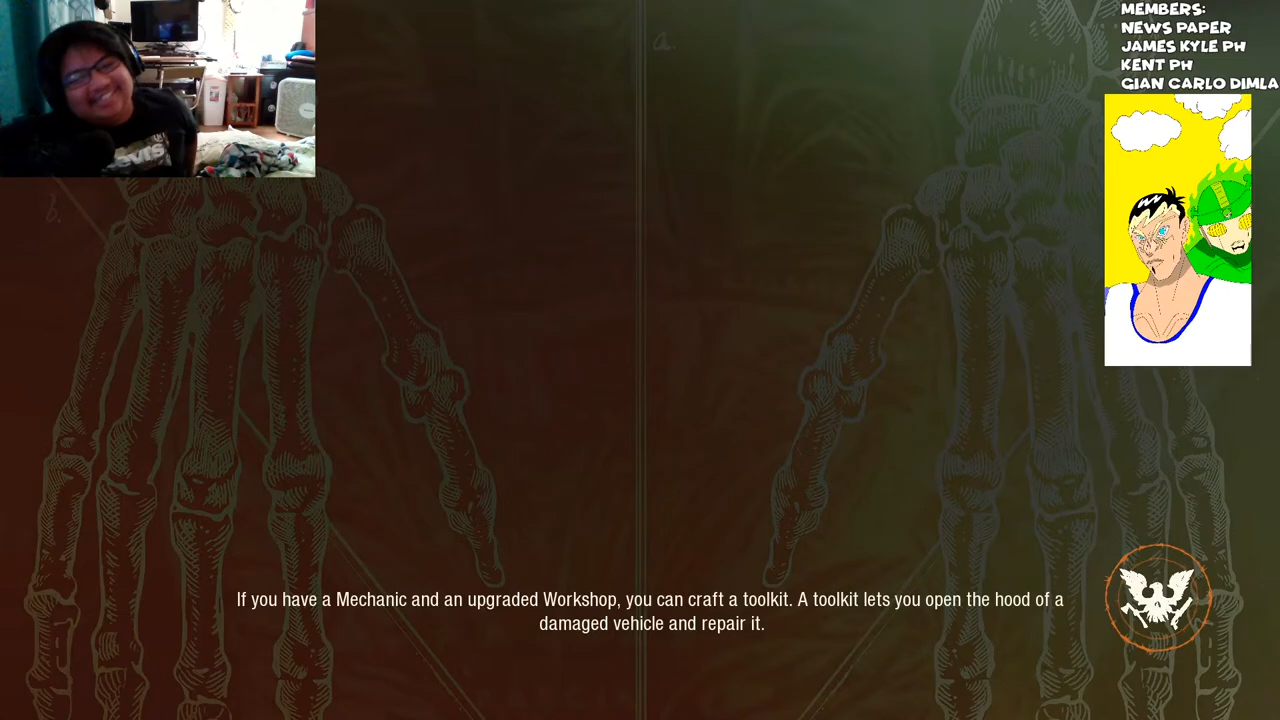 MEMBERS:
NEWS PAPER
JAMES KYLE PH
KENT PH
GIAN CARLO DIMLA
a.
b.
If you have a Mechanic and an upgraded Workshop, you can craft a toolkit. A toolkit lets you open the hood of a
damaged vehicle and repair it.